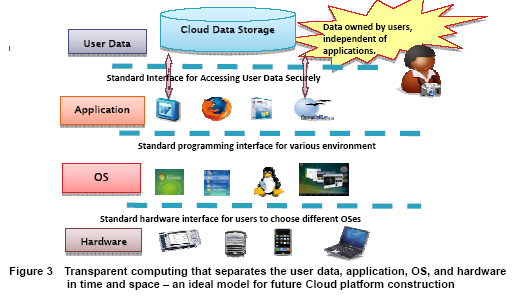 Cloud Data Storage
Data owned by users,
independent of
applications.
User Data
Standard Interface for Accessing User Data Securely
Application
Standard programming interface for various environment
OS
Standard hardware interface for users to choose different OSes
Hardware
Figure 3 Transparent computing that separates the user data, application, OS, and hardware
in time and space – an ideal model for future Cloud platform construction